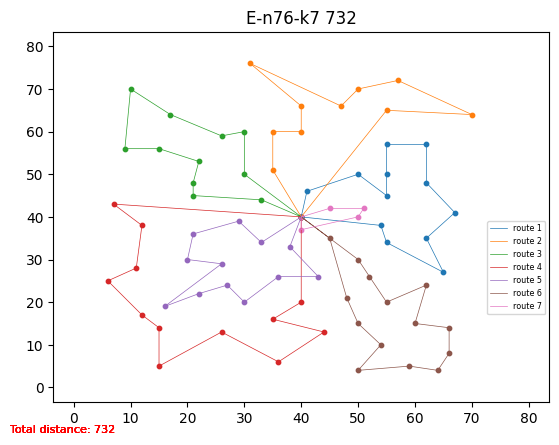 E-n76-k7 732
80
70
60
50
40
30
20
10
0
route 1
route 2
route 3
route 4
route 5
route 6
route 7
0 10 20 30 40 50 60 70 80
Total distance: 732